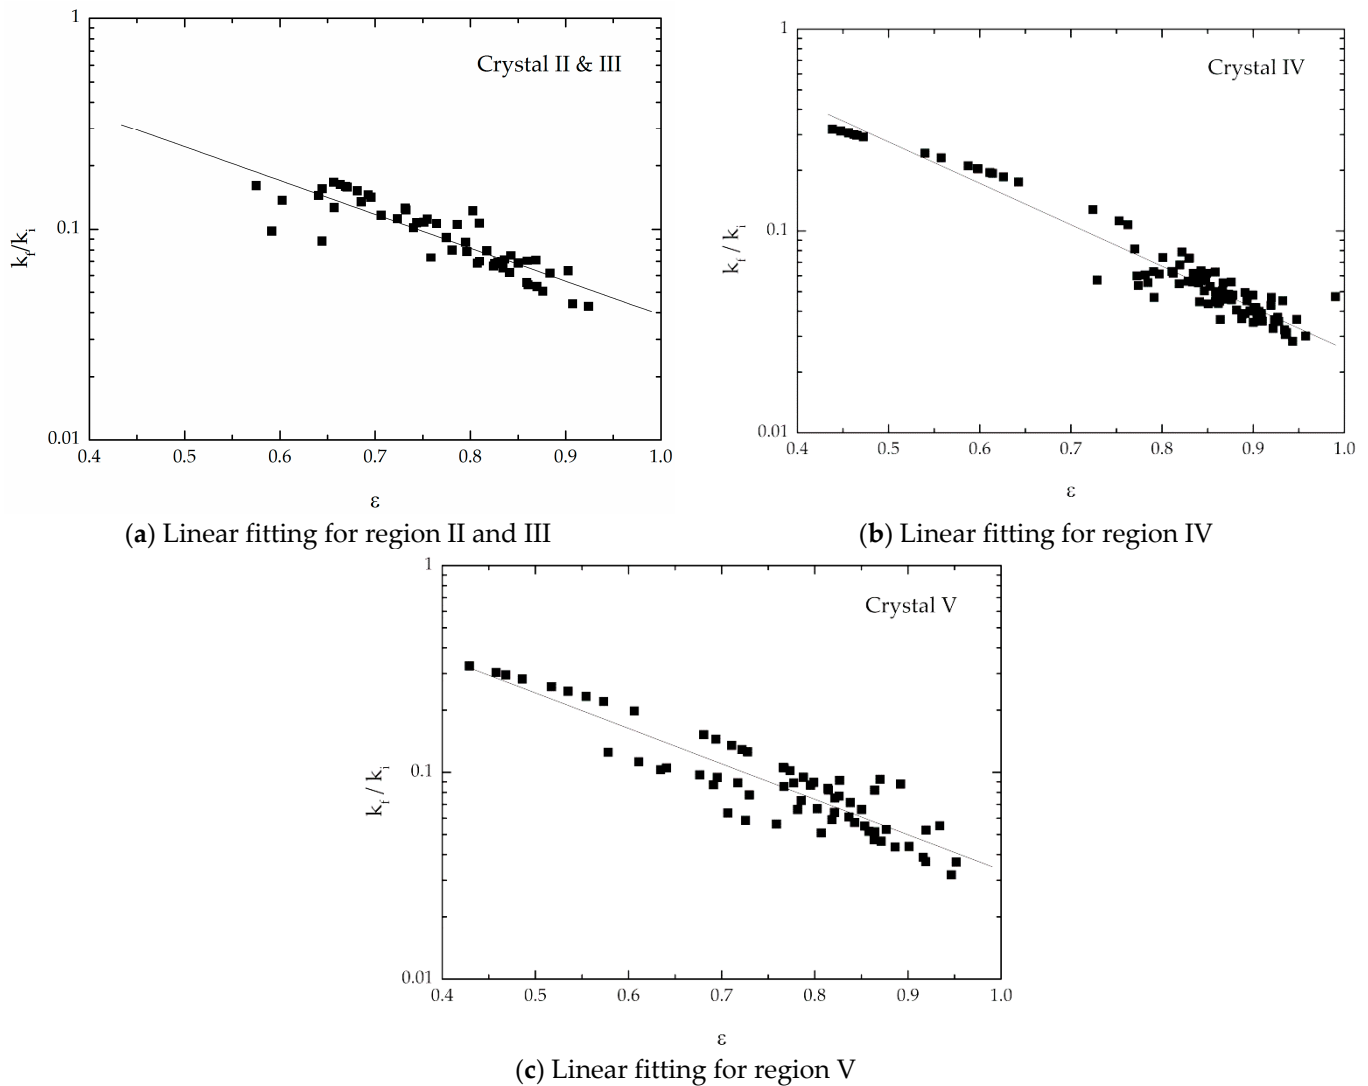 1
Crystal II & III
k_f/k_i
0.1
0.01
0.4 0.5 0.6 0.7 0.8 0.9 1.0
ε
(a) Linear fitting for region II and III
1
Crystal IV
k_f / k_i
0.1
0.01
0.4 0.5 0.6 0.7 0.8 0.9 1.0
ε
(b) Linear fitting for region IV
1
Crystal V
k_f / k_i
0.1
0.01
0.4 0.5 0.6 0.7 0.8 0.9 1.0
ε
(c) Linear fitting for region V